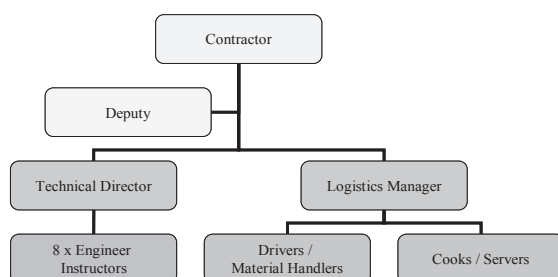 Contractor
Deputy
Technical Director
Logistics Manager
8 x Engineer
Instructors
Drivers /
Material Handlers
Cooks / Servers